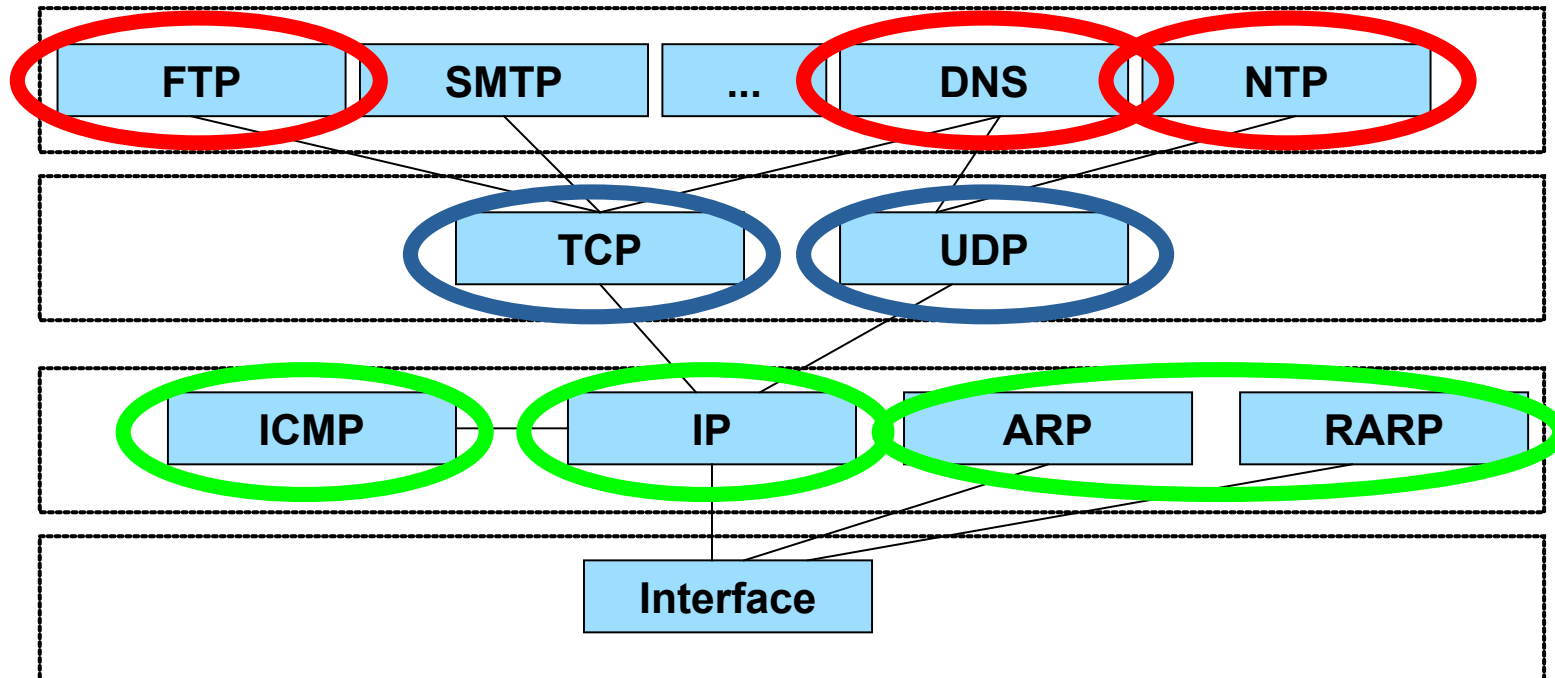 FTP SMTP ... DNS NTP
TCP UDP
ICMP IP ARP RARP
Interface